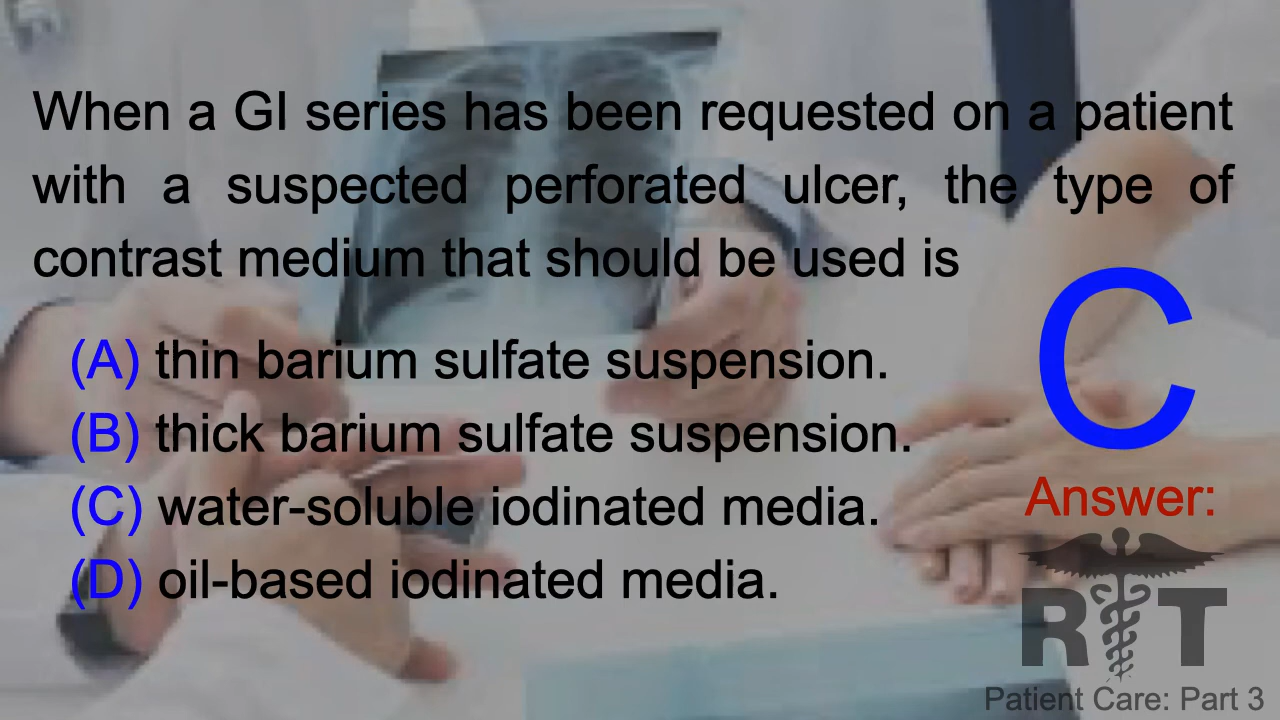 When a GI series has been requested on a patient
with a suspected perforated ulcer, the type of
contrast medium that should be used is
(A) thin barium sulfate suspension.
(B) thick barium sulfate suspension.
(C) water-soluble iodinated media.
(D) oil-based iodinated media.
C
Answer:
R T
Patient Care: Part 3